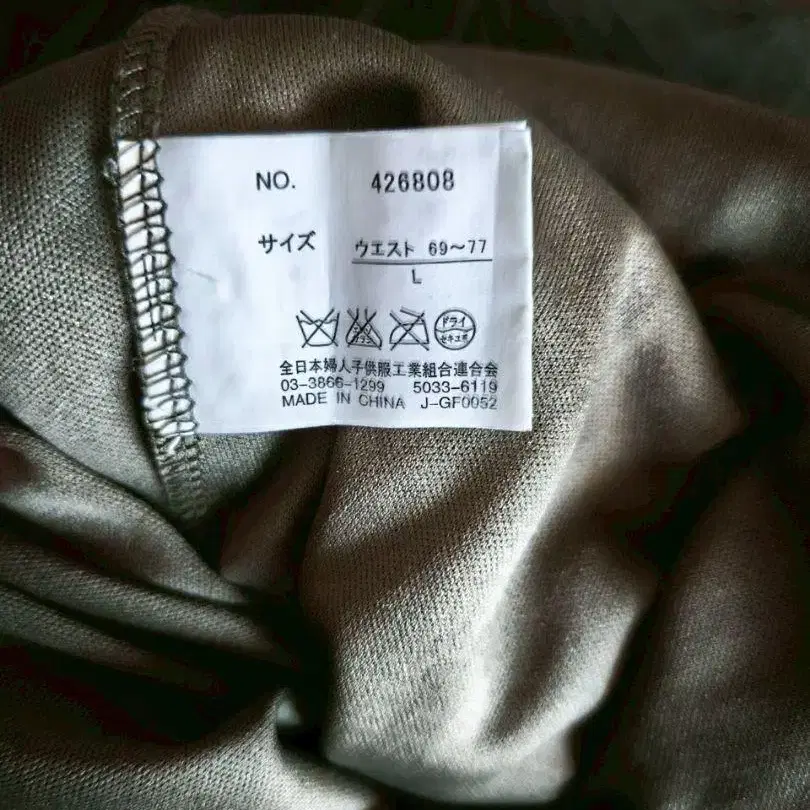 NO. 426808
サイズ ウエスト 69～77
L
ドライ
セキユ系
全日本婦人子供服工業組合連合会
03-3866-1299 5033-6119
MADE IN CHINA J-GF0052